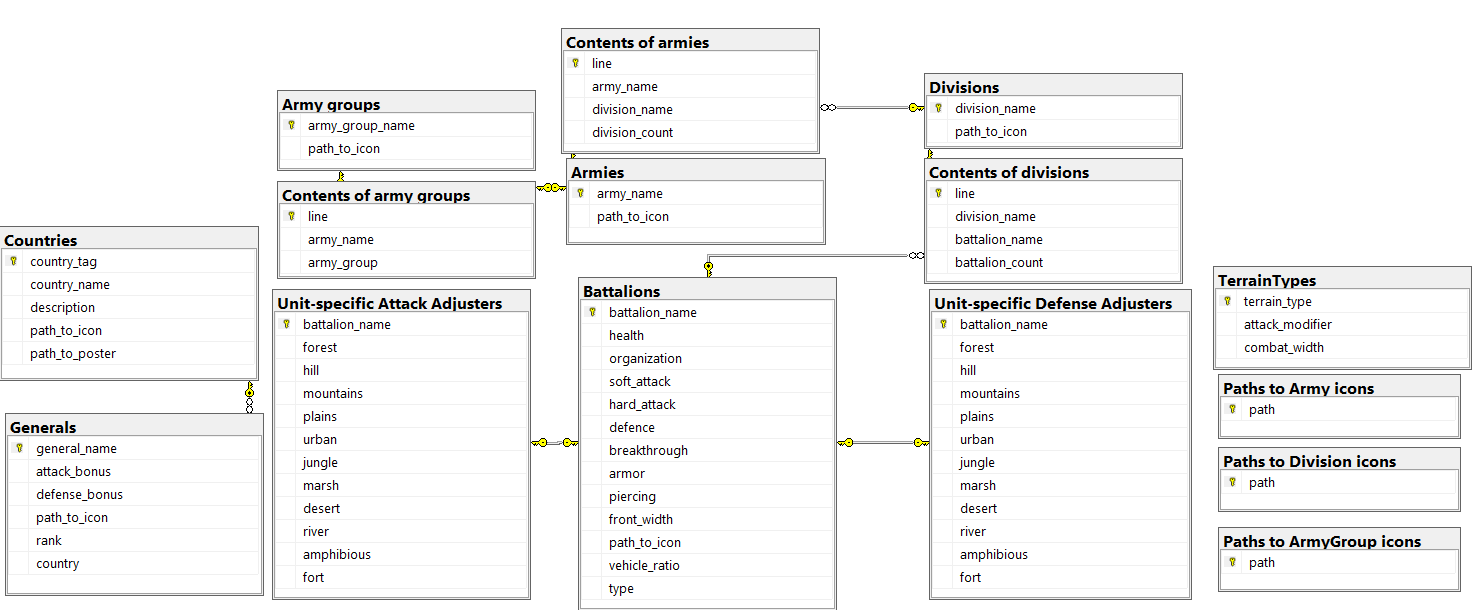 Contents of armies
line
army_name
division_name
division_count
Divisions
division_name
path_to_icon
Army groups
army_group_name
path_to_icon
Armies
army_name
path_to_icon
Contents of divisions
line
division_name
battalion_name
battalion_count
Contents of army groups
line
army_name
army_group
Countries
country_tag
country_name
description
path_to_icon
path_to_poster
Generals
general_name
attack_bonus
defense_bonus
path_to_icon
rank
country
Unit-specific Attack Adjusters
battalion_name
forest
hill
mountains
plains
urban
jungle
marsh
desert
river
amphibious
fort
Battalions
battalion_name
health
organization
soft_attack
hard_attack
defence
breakthrough
armor
piercing
front_width
path_to_icon
vehicle_ratio
type
Unit-specific Defense Adjusters
battalion_name
forest
hill
mountains
plains
urban
jungle
marsh
desert
river
amphibious
fort
TerrainTypes
terrain_type
attack_modifier
combat_width
Paths to Army icons
path
Paths to Division icons
path
Paths to ArmyGroup icons
path